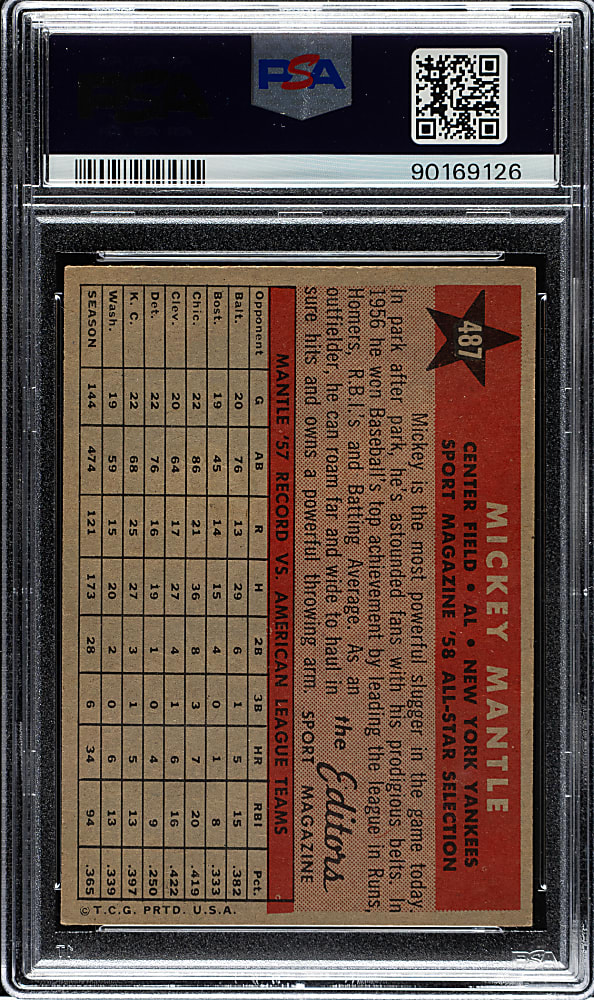 PSA
90169126
487
MICKEY MANTLE
CENTER FIELD • AL • NEW YORK YANKEES
SPORT MAGAZINE '58 ALL-STAR SELECTION
Mickey is the most powerful slugger in the game today.
In park after park, he's astounded fans with his prodigious belts. In
1956 he won Baseball's top achievement by leading the league in Runs,
Homers, R.B.I.'s and Batting Average. As an
outfielder, he can roam far and wide to haul in
sure hits and owns a powerful throwing arm.
the Editors
SPORT MAGAZINE
MANTLE '57 RECORD VS. AMERICAN LEAGUE TEAMS
Opponent G AB R H 2B 3B HR RBI Pct.
Balt. 20 76 13 29 6 1 5 15 .382
Bost. 19 45 14 15 4 0 1 8 .333
Chic. 22 86 21 36 8 3 7 20 .419
Clev. 20 64 17 27 4 1 6 16 .422
Det. 22 76 16 19 1 0 4 9 .250
K. C. 22 68 25 27 3 1 5 13 .397
Wash. 19 59 15 20 2 0 6 13 .339
SEASON 144 474 121 173 28 6 34 94 .365
© T.C.G. PRTD. U.S.A.
PSA